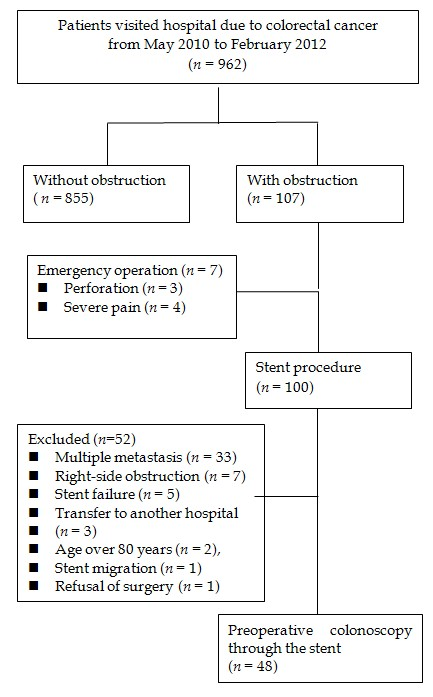 Patients visited hospital due to colorectal cancer
from May 2010 to February 2012
(n = 962)
Without obstruction
( n = 855)
With obstruction
(n = 107)
Emergency operation (n = 7)
■ Perforation (n = 3)
■ Severe pain (n = 4)
Stent procedure
(n = 100)
Excluded (n=52)
■ Multiple metastasis (n = 33)
■ Right-side obstruction (n = 7)
■ Stent failure (n = 5)
■ Transfer to another hospital
■ (n = 3)
■ Age over 80 years (n = 2),
■ Stent migration (n = 1)
■ Refusal of surgery (n = 1)
Preoperative colonoscopy
through the stent
(n = 48)